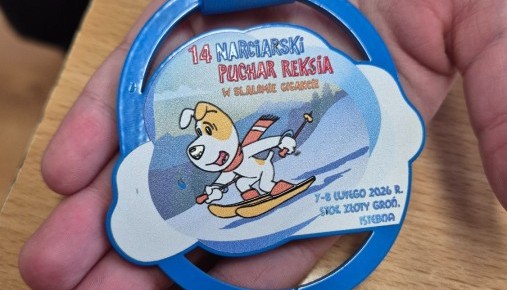 14 NARCIARSKI
PUCHAR REKSIA
W SLALOMIE GIGANCIE
7-8 LUTEGO 2026 R.
STOK ZŁOTY GROŃ,
ISTEBNA